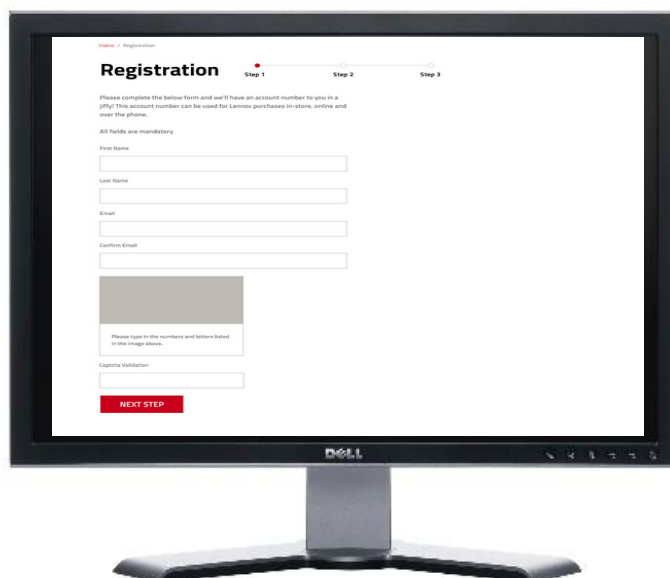 Home / Registration
Registration
Step 1 Step 2 Step 3
Please complete the below form and we'll have an account number to you in a
jiffy! This account number can be used for Lennox purchases in-store, online and
over the phone.
All fields are mandatory
First Name
Last Name
Email
Confirm Email
Please type in the numbers and letters listed
in the image above.
Captcha Validation
NEXT STEP
DELL